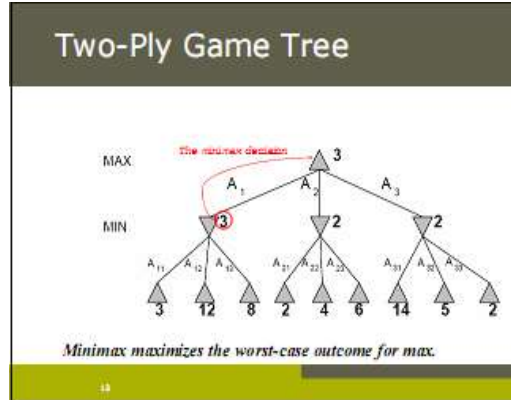 Two-Ply Game Tree
MAX
The minimax decision
3
A1 A2 A3
MIN
3 2 2
A11 A12 A13 A21 A22 A23 A31 A32 A33
3 12 8 2 4 6 14 5 2
Minimax maximizes the worst-case outcome for max.